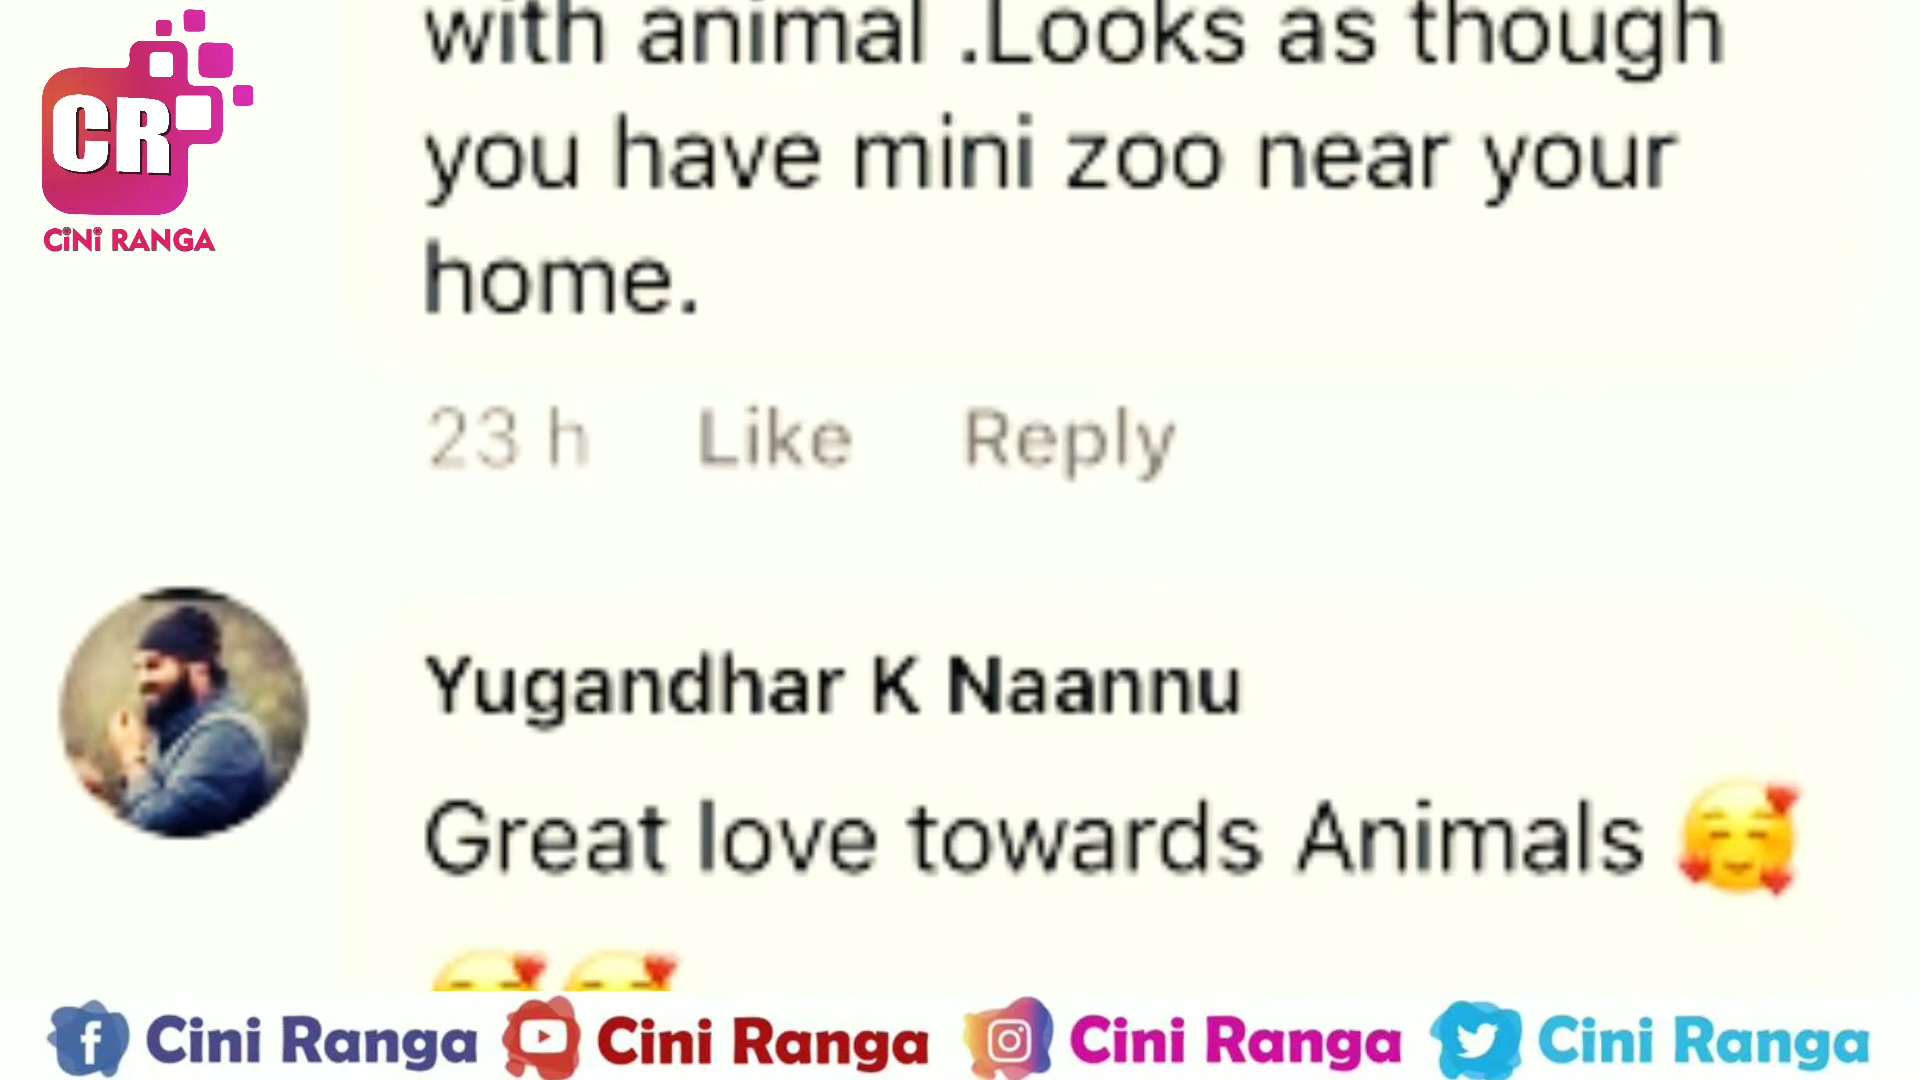 with animal .Looks as though
you have mini zoo near your
home.
23 h Like Reply
Yugandhar K Naannu
Great love towards Animals 🥰
🥰🥰
CR
CiNi RANGA
Cini Ranga Cini Ranga Cini Ranga Cini Ranga